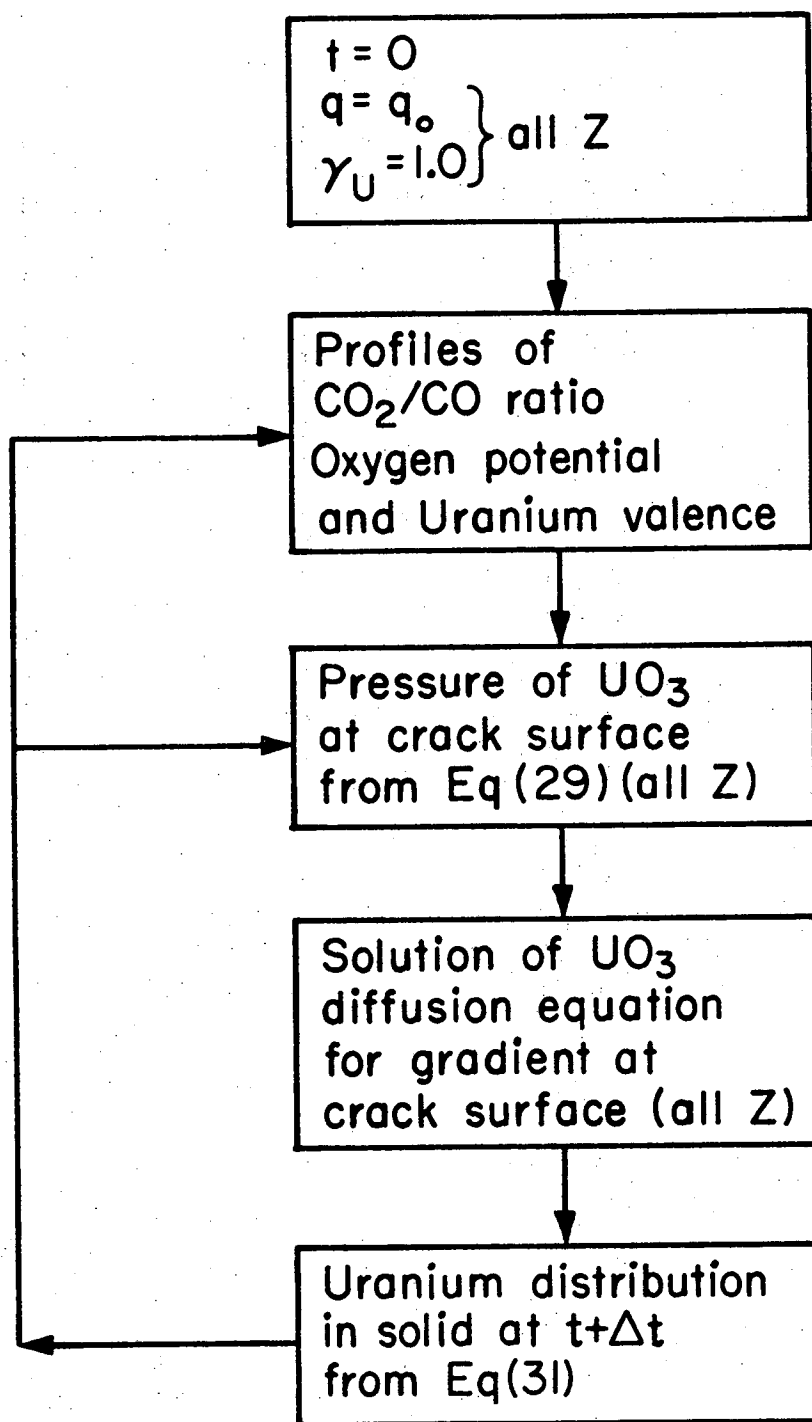 t = 0
q = qₒ
γ_U = 1.0 } all Z
Profiles of
CO₂/CO ratio
Oxygen potential
and Uranium valence
Pressure of UO₃
at crack surface
from Eq (29) (all Z)
Solution of UO₃
diffusion equation
for gradient at
crack surface (all Z)
Uranium distribution
in solid at t+Δt
from Eq(31)